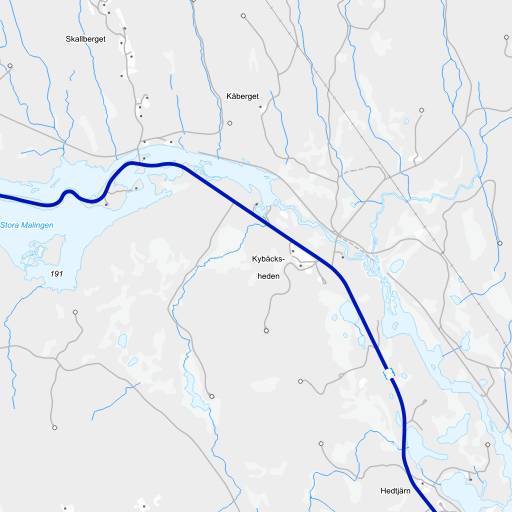 Skallberget
Kåberget
Stora Malingen
191
Kybäcks-
heden
Hedtjärn